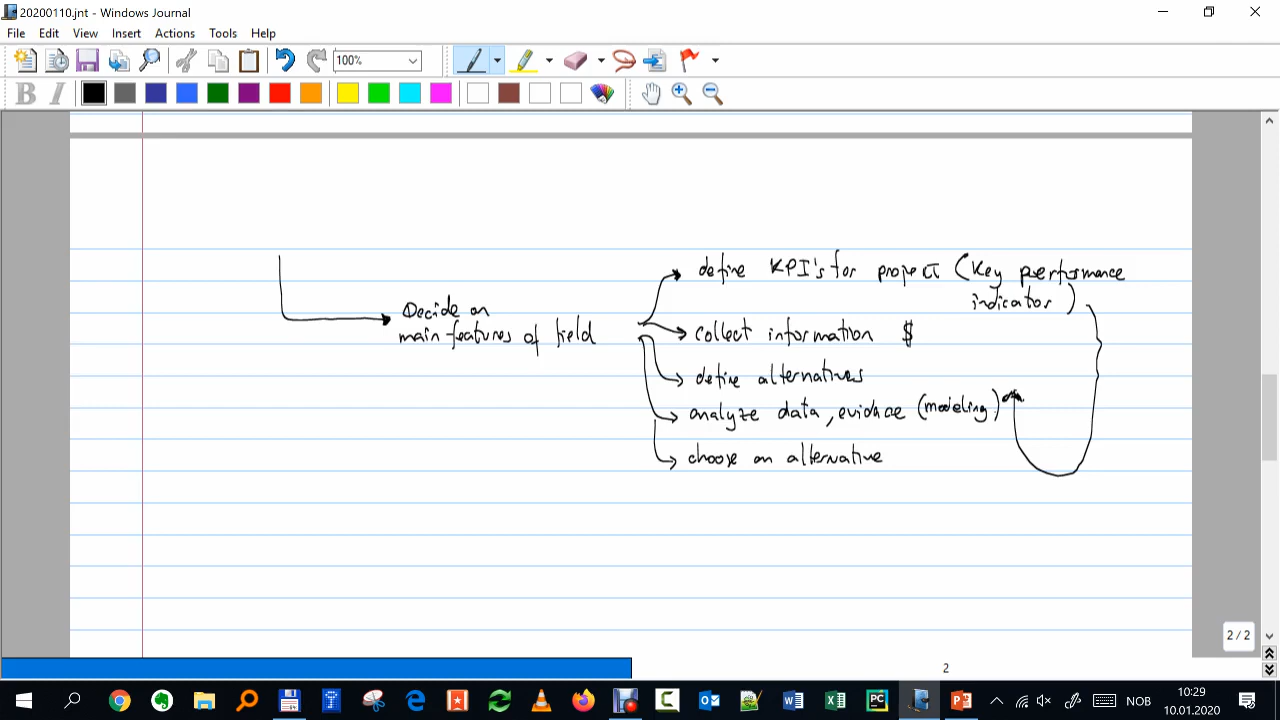 20200110.jnt - Windows Journal
File Edit View Insert Actions Tools Help
100%
B I
define KPI's for project (Key performance
indicator)
Decide on
main features of field
collect information $
define alternatives
analyze data, evidence (modeling)
choose an alternative
2 / 2
2
NOB
10:29
10.01.2020